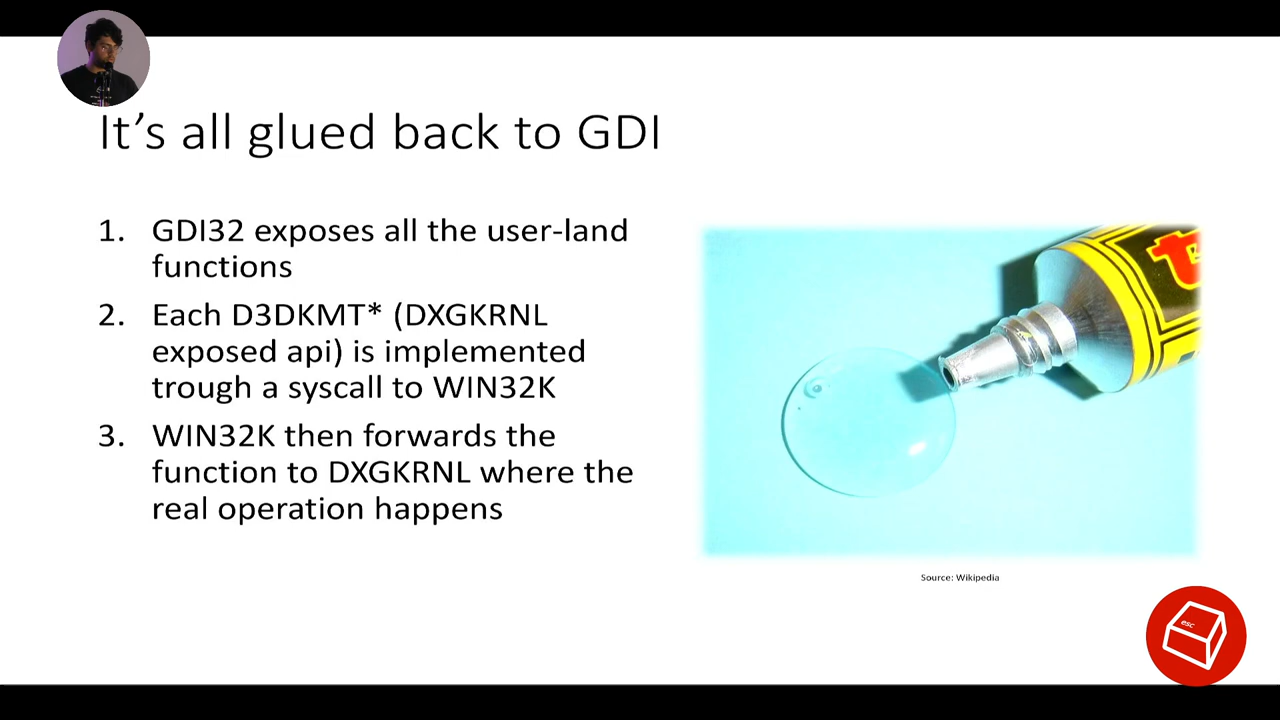 It's all glued back to GDI
1. GDI32 exposes all the user-land
functions
2. Each D3DKMT* (DXGKRNL
exposed api) is implemented
trough a syscall to WIN32K
3. WIN32K then forwards the
function to DXGKRNL where the
real operation happens
Source: Wikipedia
esc